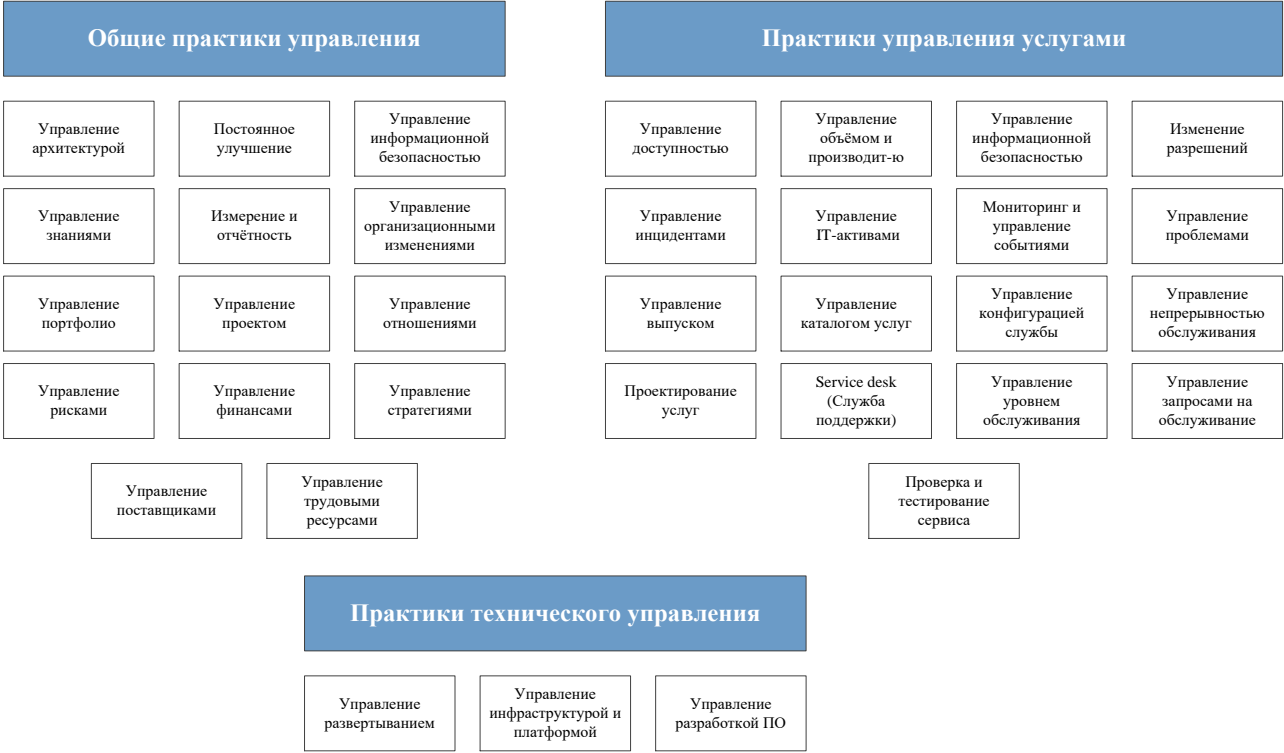 Общие практики управления
Управление
архитектурой
Постоянное
улучшение
Управление
информационной
безопасностью
Управление
знаниями
Измерение и
отчётность
Управление
организационными
изменениями
Управление
портфолио
Управление
проектом
Управление
отношениями
Управление
рисками
Управление
финансами
Управление
стратегиями
Управление
поставщиками
Управление
трудовыми
ресурсами
Практики управления услугами
Управление
доступностью
Управление
объёмом и
производит-ю
Управление
информационной
безопасностью
Изменение
разрешений
Управление
инцидентами
Управление
IT-активами
Мониторинг и
управление
событиями
Управление
проблемами
Управление
выпуском
Управление
каталогом услуг
Управление
конфигурацией
службы
Управление
непрерывностью
обслуживания
Проектирование
услуг
Service desk
(Служба
поддержки)
Управление
уровнем
обслуживания
Управление
запросами на
обслуживание
Проверка и
тестирование
сервиса
Практики технического управления
Управление
развертыванием
Управление
инфраструктурой и
платформой
Управление
разработкой ПО